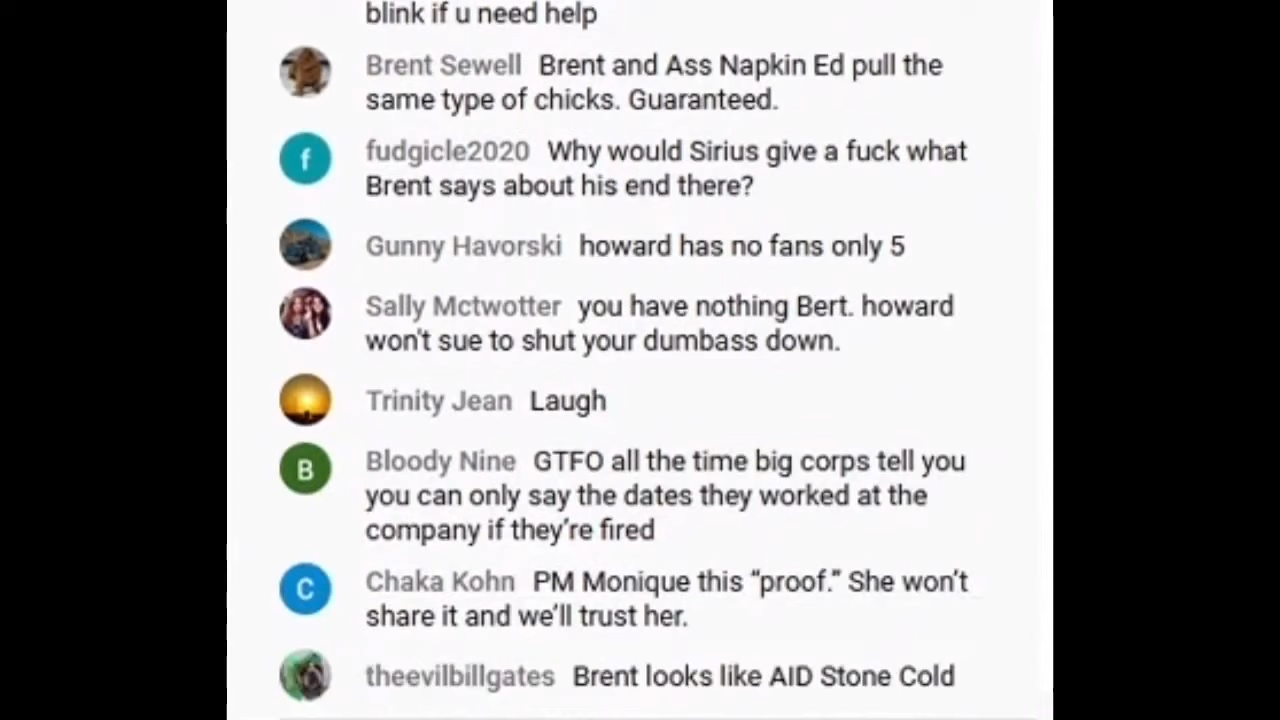 blink if u need help
Brent Sewell Brent and Ass Napkin Ed pull the
same type of chicks. Guaranteed.
f
fudgicle2020 Why would Sirius give a fuck what
Brent says about his end there?
Gunny Havorski howard has no fans only 5
Sally Mctwotter you have nothing Bert. howard
won't sue to shut your dumbass down.
Trinity Jean Laugh
B
Bloody Nine GTFO all the time big corps tell you
you can only say the dates they worked at the
company if they’re fired
C
Chaka Kohn PM Monique this “proof.” She won’t
share it and we’ll trust her.
theevilbillgates Brent looks like AID Stone Cold